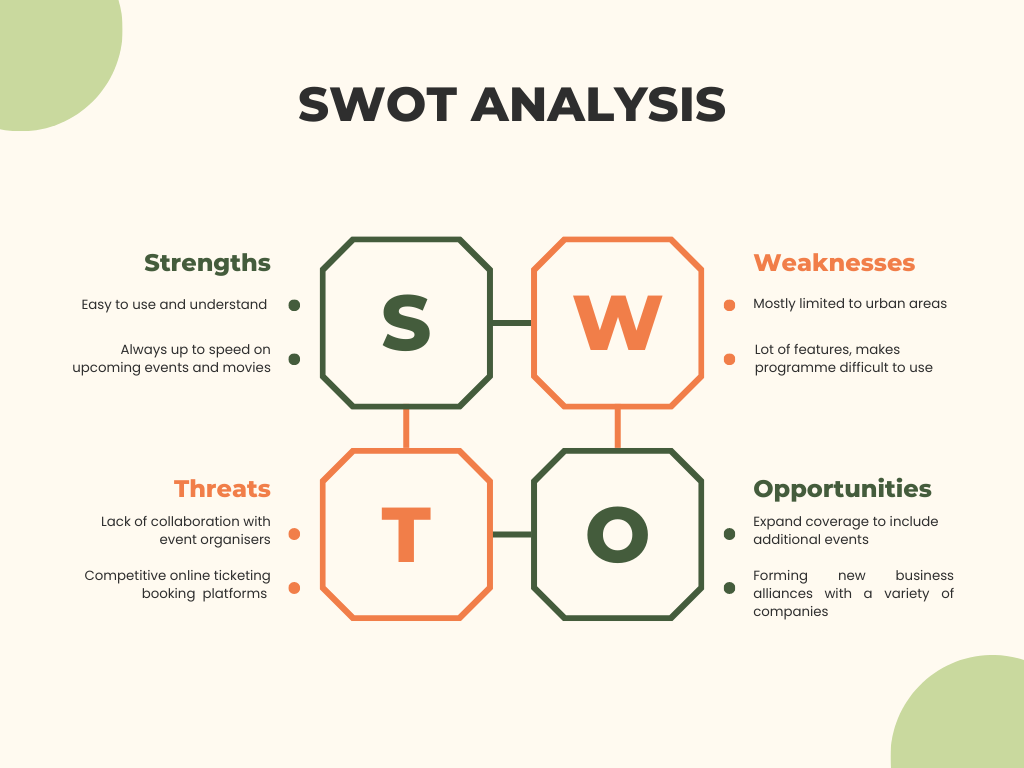 SWOT ANALYSIS
Strengths
Easy to use and understand
Always up to speed on
upcoming events and movies
S
W
Weaknesses
Mostly limited to urban areas
Lot of features, makes
programme difficult to use
Threats
Lack of collaboration with
event organisers
Competitive online ticketing
booking platforms
T
O
Opportunities
Expand coverage to include
additional events
Forming new business
alliances with a variety of
companies